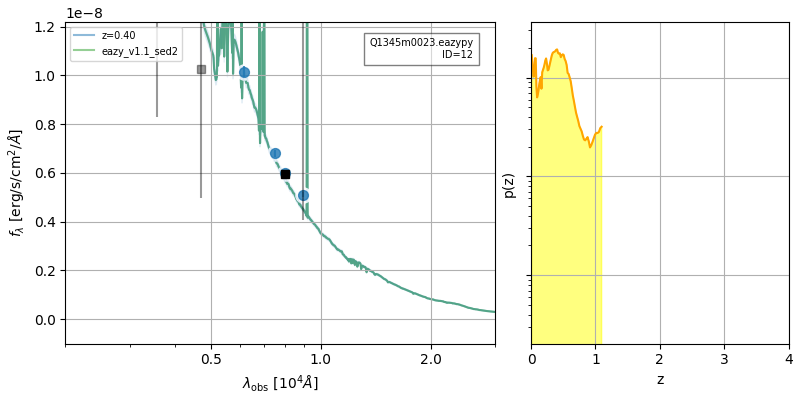 1e−8
z=0.40
eazy_v1.1_sed2
Q1345m0023.eazypy
ID=12
1.2
1.0
0.8
0.6
0.4
0.2
0.0
f_λ [erg/s/cm²/Å]
0.5 1.0 2.0
λ_obs [10⁴Å]
p(z)
0 1 2 3 4
z